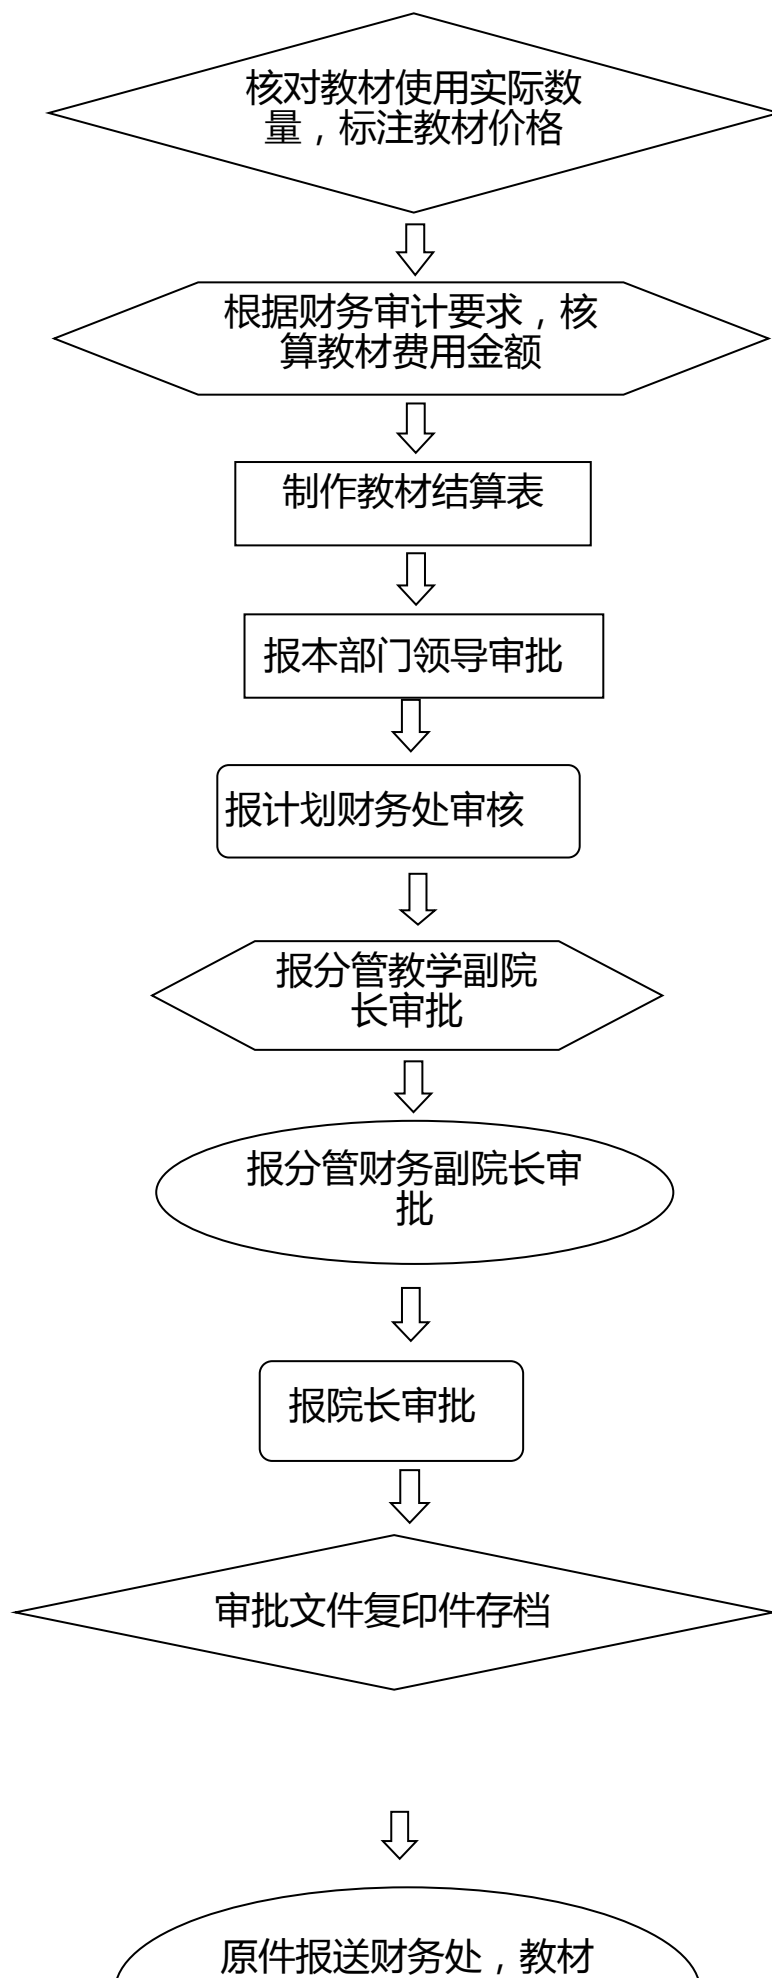 核对教材使用实际数
量，标注教材价格
根据财务审计要求，核
算教材费用金额
制作教材结算表
报本部门领导审批
报计划财务处审核
报分管教学副院
长审批
报分管财务副院长审
批
报院长审批
审批文件复印件存档
原件报送财务处，教材